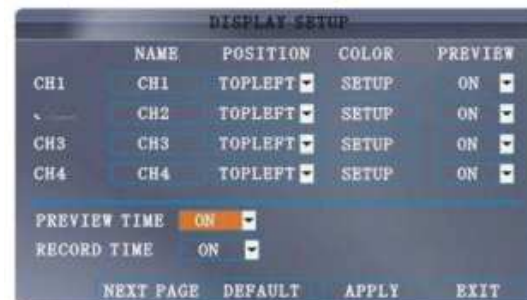 DISPLAY SETUP
NAME POSITION COLOR PREVIEW
CH1 CH1 TOPLEFT SETUP ON
CH2 TOPLEFT SETUP ON
CH3 CH3 TOPLEFT SETUP ON
CH4 CH4 TOPLEFT SETUP ON
PREVIEW TIME ON
RECORD TIME ON
NEXT PAGE DEFAULT APPLY EXIT